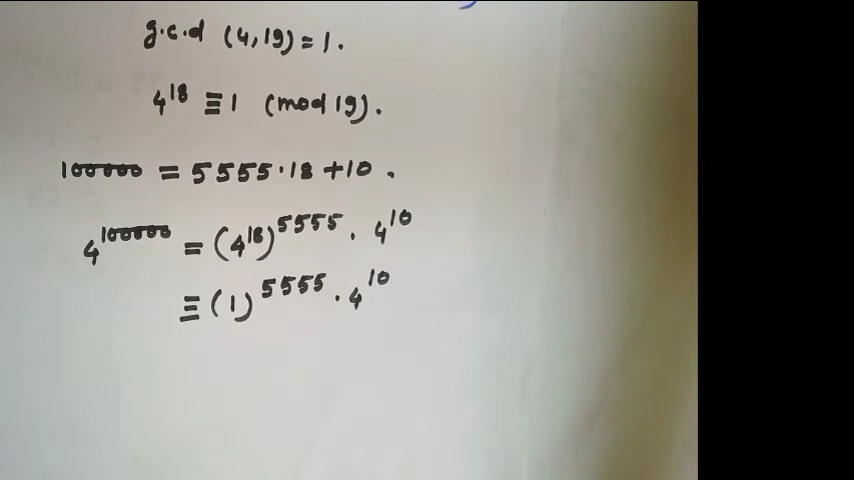 g.c.d (4,19) = 1.
4^18 ≡ 1 (mod 19).
100000 = 5555·18 + 10.
4^100000 = (4^18)^5555 · 4^10
≡ (1)^5555 · 4^10